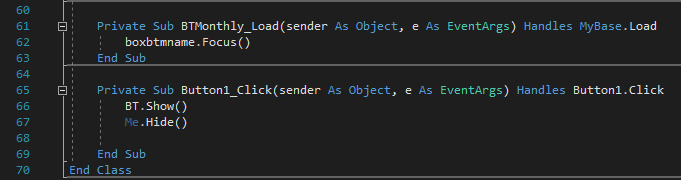 60
61 Private Sub BTMonthly_Load(sender As Object, e As EventArgs) Handles MyBase.Load
62 boxbtmname.Focus()
63 End Sub
64
65 Private Sub Button1_Click(sender As Object, e As EventArgs) Handles Button1.Click
66 BT.Show()
67 Me.Hide()
68
69 End Sub
70 End Class